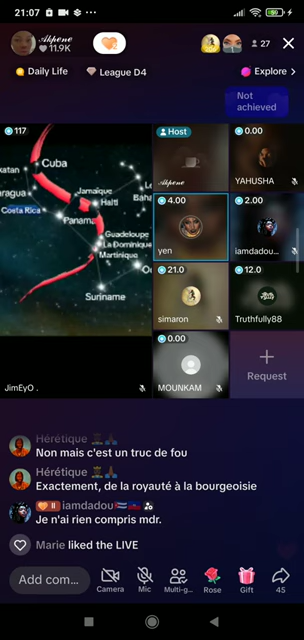 21:07
Akpene
11.9K
27
Daily Life
League D4
Explore >
Not
achieved
117
Cuba
Jamaïque
Haïti
Costa Rica
Panama
Guadeloupe
La Dominique
Martinique
Suriname
JimEyO .
Host
Akpene
0.00
YAHUSHA
4.00
yen
2.00
iamdadou...
21.0
simaron
12.0
Truthfully88
0.00
MOUNKAM
+
Request
Hérétique
Non mais c'est un truc de fou
Hérétique
Exactement, de la royauté à la bourgeoisie
II iamdadou
Je n'ai rien compris mdr.
Marie liked the LIVE
Add com...
Camera
Mic
Multi-g...
Rose
Gift
45